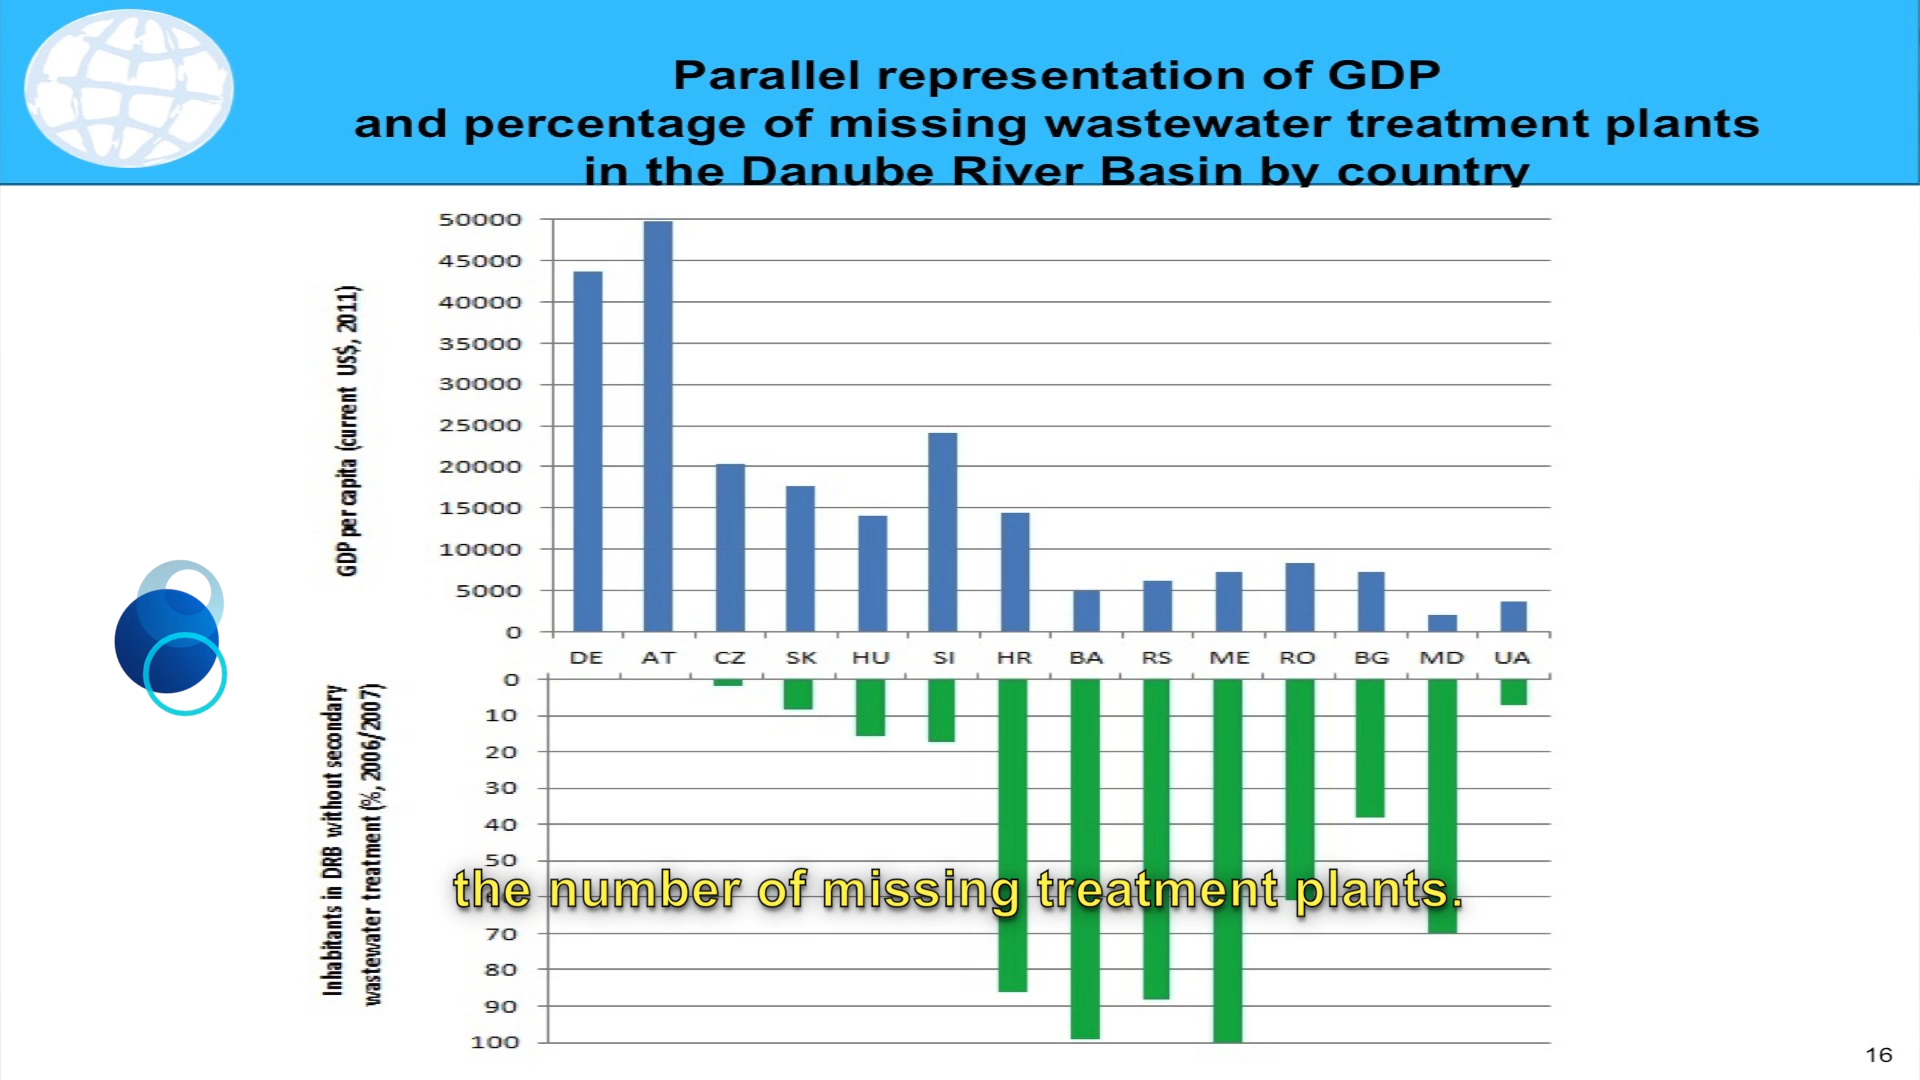 Parallel representation of GDP
and percentage of missing wastewater treatment plants
in the Danube River Basin by country
GDP per capita (current US$, 2011)
50000
45000
40000
35000
30000
25000
20000
15000
10000
5000
0
DE AT CZ SK HU SI HR BA RS ME RO BG MD UA
Inhabitants in DRB without secondary
wastewater treatment (%, 2006/2007)
0
10
20
30
40
50
the number of missing treatment plants.
70
80
90
100
16